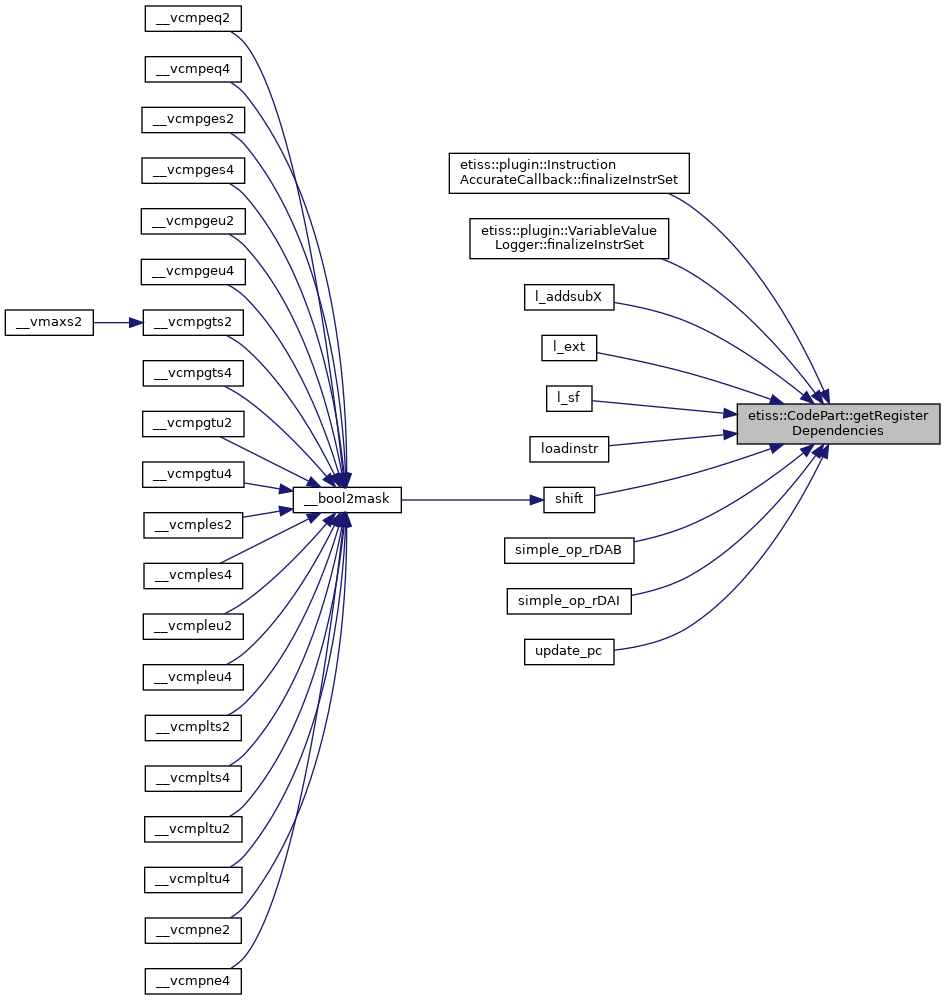 __vcmpeq2
__vcmpeq4
__vcmpges2
__vcmpges4
__vcmpgeu2
__vcmpgeu4
__vmaxs2
__vcmpgts2
__vcmpgts4
__vcmpgtu2
__vcmpgtu4
__vcmples2
__vcmples4
__vcmpleu2
__vcmpleu4
__vcmplts2
__vcmplts4
__vcmpltu2
__vcmpltu4
__vcmpne2
__vcmpne4
__bool2mask
etiss::plugin::Instruction
AccurateCallback::finalizeInstrSet
etiss::plugin::VariableValue
Logger::finalizeInstrSet
l_addsubX
l_ext
l_sf
loadinstr
shift
simple_op_rDAB
simple_op_rDAI
update_pc
etiss::CodePart::getRegister
Dependencies